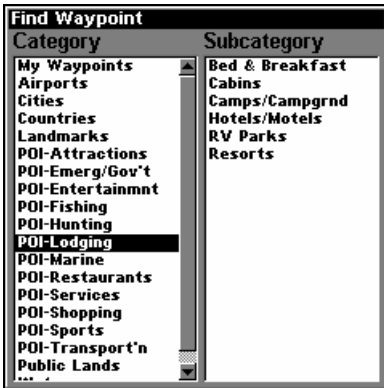 Find Waypoint
Category
Subcategory
My Waypoints
Airports
Cities
Countries
Landmarks
POI-Attractions
POI-Emerg/Gov't
POI-Entertainmnt
POI-Fishing
POI-Hunting
POI-Lodging
POI-Marine
POI-Restaurants
POI-Services
POI-Shopping
POI-Sports
POI-Transport'n
Public Lands
Bed & Breakfast
Cabins
Camps/Campgrnd
Hotels/Motels
RV Parks
Resorts